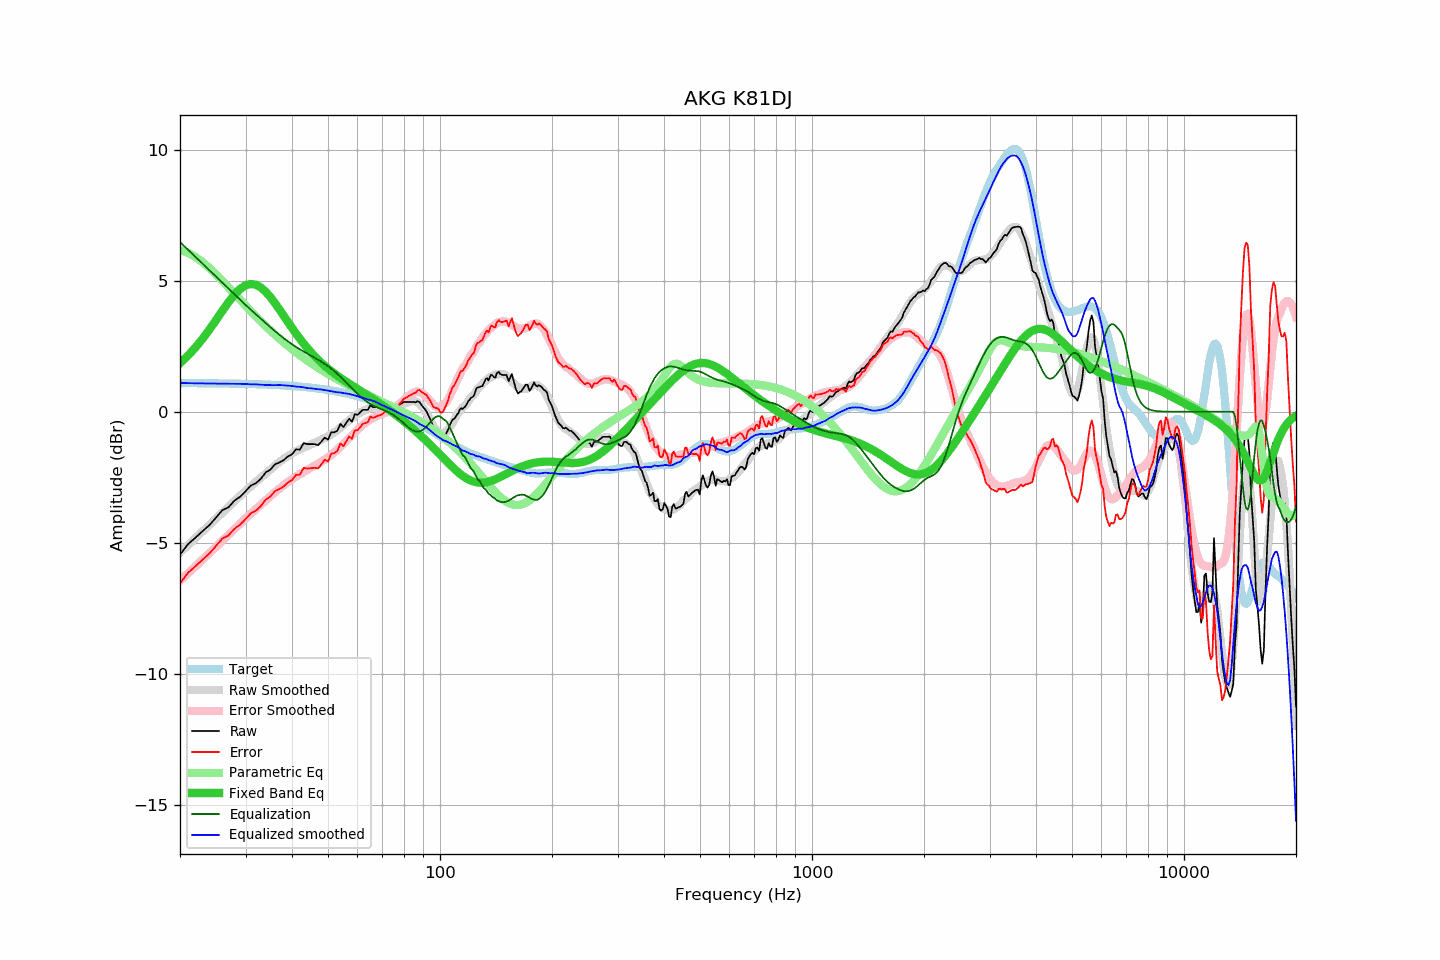 AKG K81DJ
Amplitude (dBr)
10
5
0
−5
−10
−15
Target
Raw Smoothed
Error Smoothed
Raw
Error
Parametric Eq
Fixed Band Eq
Equalization
Equalized smoothed
100
1000
10000
Frequency (Hz)